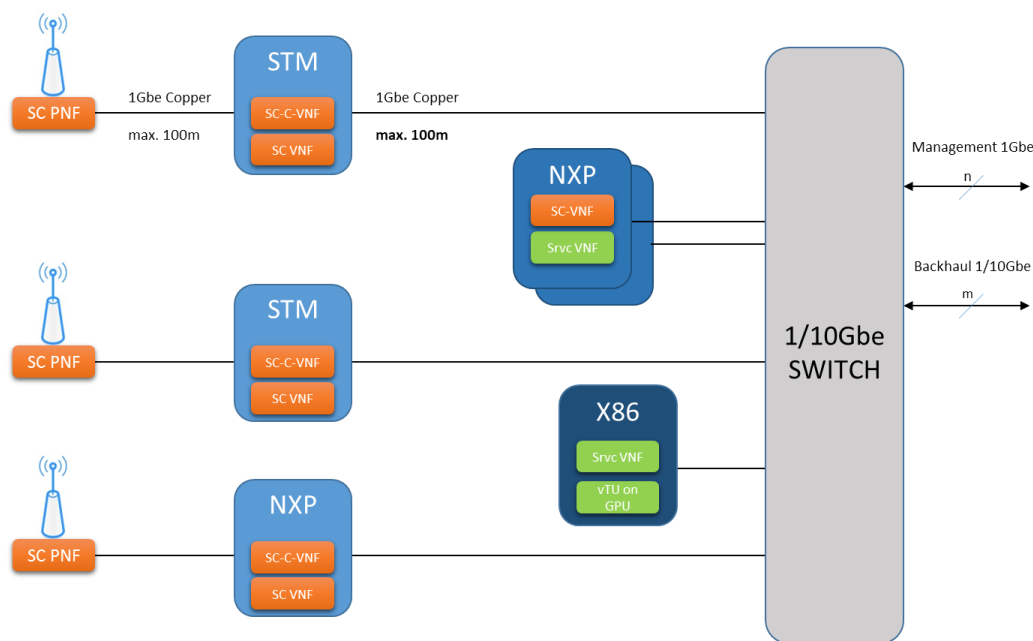 STM
SC PNF
1Gbe Copper
max. 100m
SC-C-VNF
SC VNF
1Gbe Copper
max. 100m
NXP
SC-VNF
Srvc VNF
Management 1Gbe
n
Backhaul 1/10Gbe
m
STM
SC PNF
SC-C-VNF
SC VNF
1/10Gbe
SWITCH
X86
Srvc VNF
vTU on
GPU
NXP
SC PNF
SC-C-VNF
SC VNF